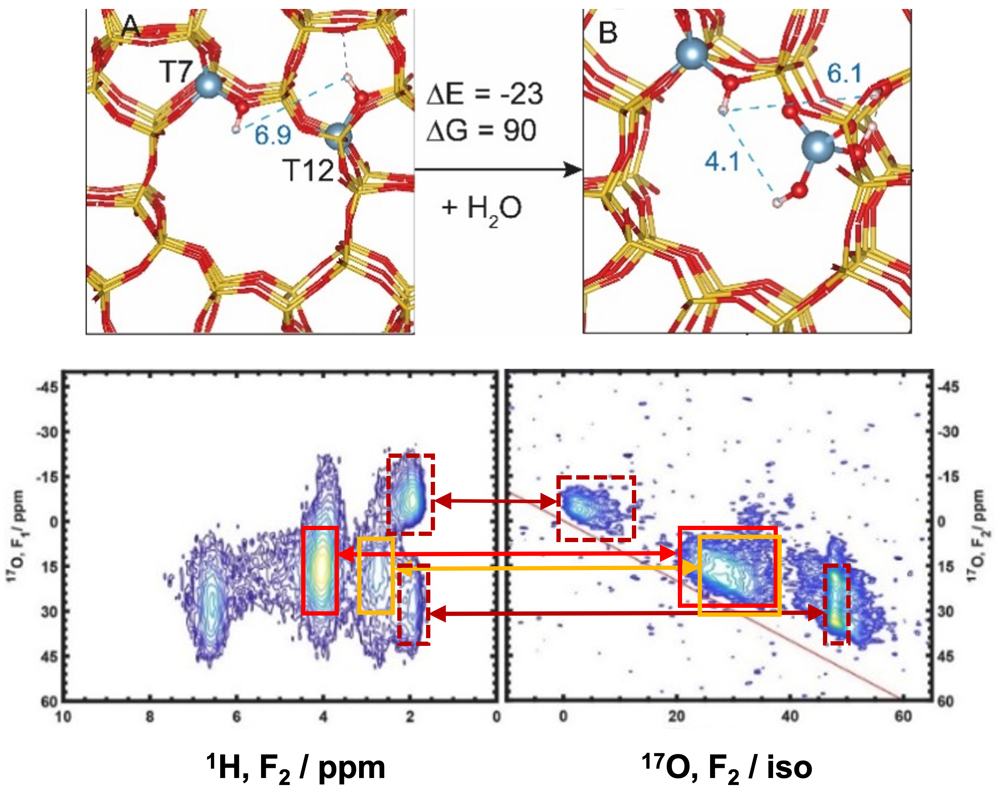 A
T7
6.9
T12
ΔE = -23
ΔG = 90
+ H₂O
B
6.1
4.1
-45
-30
-15
0
15
30
45
60
¹⁷O, F₁/ ppm
10
8
6
4
2
0
¹H, F₂ / ppm
0
20
40
60
¹⁷O, F₂ / iso
-45
-30
-15
0
15
30
45
60
¹⁷O, F₂/ ppm